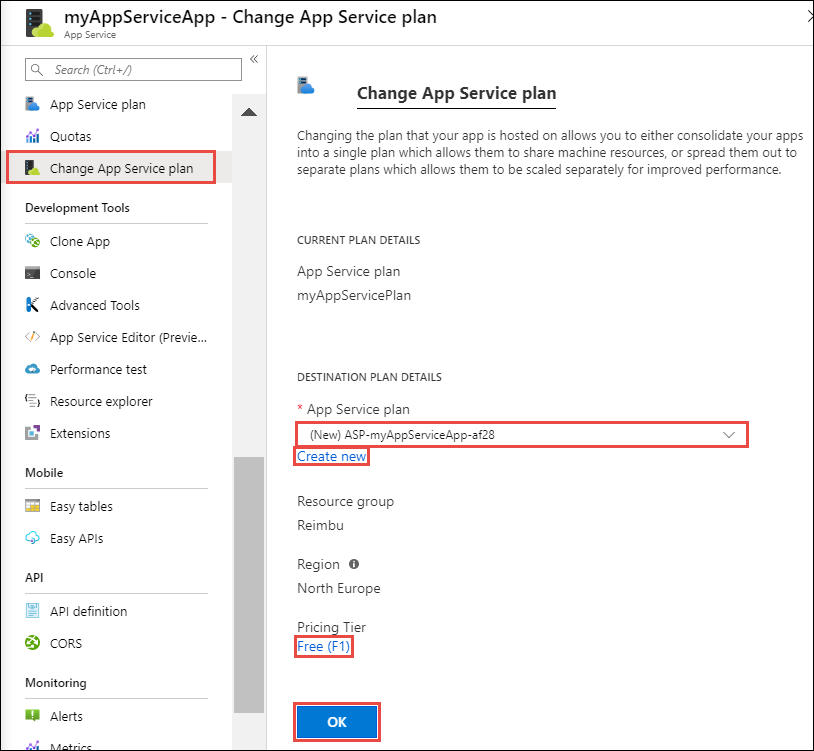 myAppServiceApp - Change App Service plan
App Service
Search (Ctrl+/)
«
App Service plan
Quotas
Change App Service plan
Development Tools
Clone App
Console
Advanced Tools
App Service Editor (Previe...
Performance test
Resource explorer
Extensions
Mobile
Easy tables
Easy APIs
API
API definition
CORS
Monitoring
Alerts
Metrics
Change App Service plan
Changing the plan that your app is hosted on allows you to either consolidate your apps
into a single plan which allows them to share machine resources, or spread them out to
separate plans which allows them to be scaled separately for improved performance.
CURRENT PLAN DETAILS
App Service plan
myAppServicePlan
DESTINATION PLAN DETAILS
* App Service plan
(New) ASP-myAppServiceApp-af28
Create new
Resource group
Reimbu
Region
North Europe
Pricing Tier
Free (F1)
OK